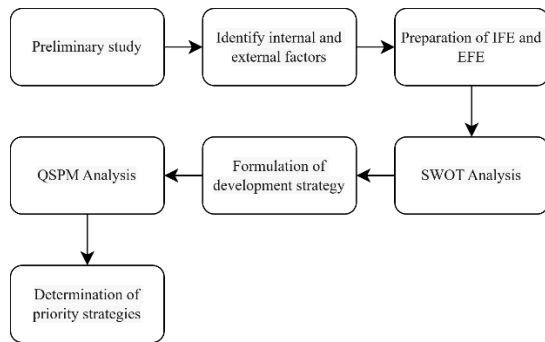 Preliminary study
Identify internal and
external factors
Preparation of IFE and
EFE
SWOT Analysis
Formulation of
development strategy
QSPM Analysis
Determination of
priority strategies